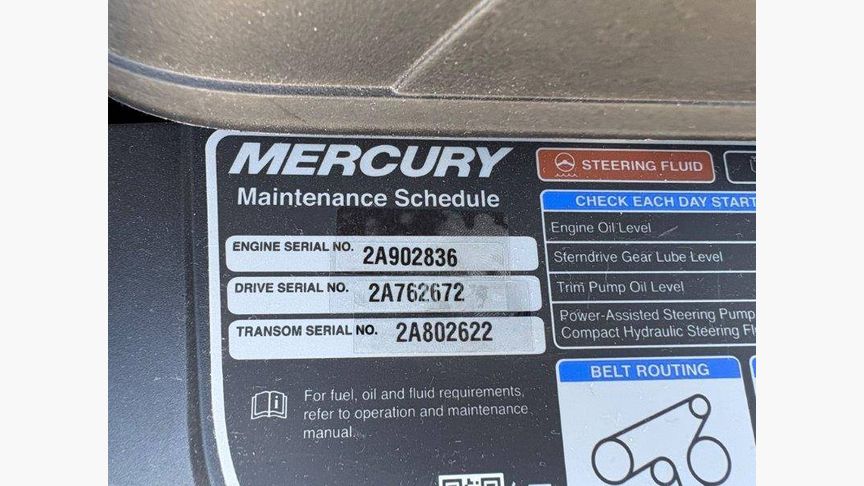 MERCURY
Maintenance Schedule
ENGINE SERIAL NO. 2A902836
DRIVE SERIAL NO. 2A762672
TRANSOM SERIAL NO. 2A802622
For fuel, oil and fluid requirements,
refer to operation and maintenance
manual.
STEERING FLUID
CHECK EACH DAY START
Engine Oil Level
Sterndrive Gear Lube Level
Trim Pump Oil Level
Power-Assisted Steering Pump
Compact Hydraulic Steering Fl
BELT ROUTING